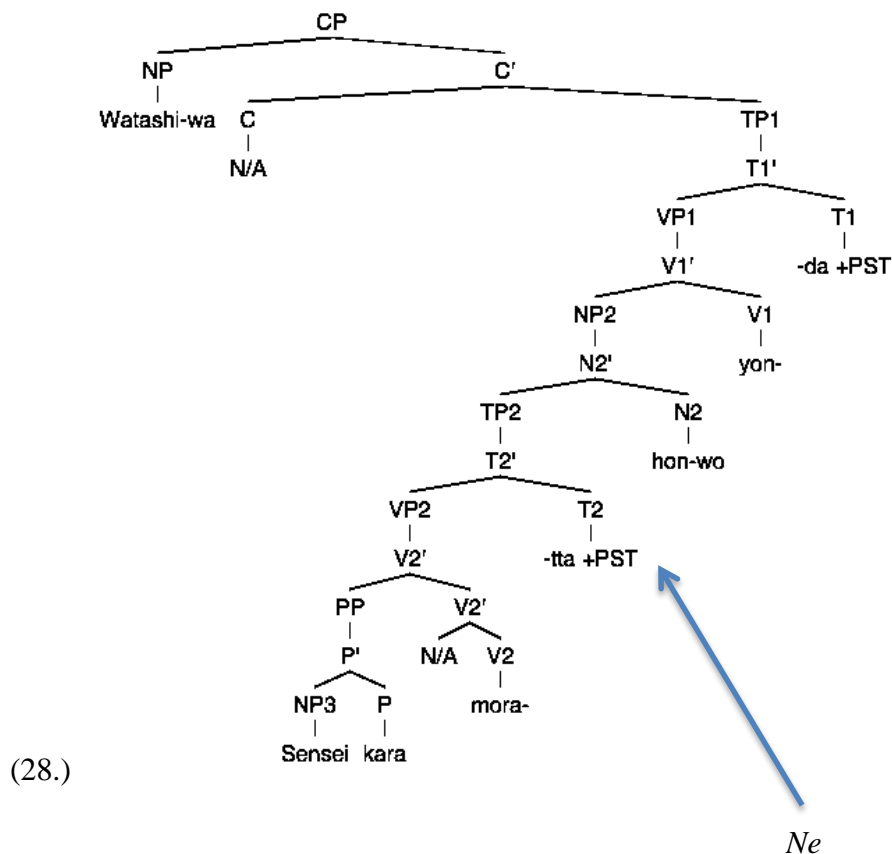 CP
NP C'
Watashi-wa C TP1
N/A T1'
VP1 T1
V1' -da +PST
NP2 V1
N2' yon-
TP2 N2
T2' hon-wo
VP2 T2
V2' -tta +PST
PP V2'
P' N/A V2
NP3 P mora-
Sensei kara
(28.)
Ne